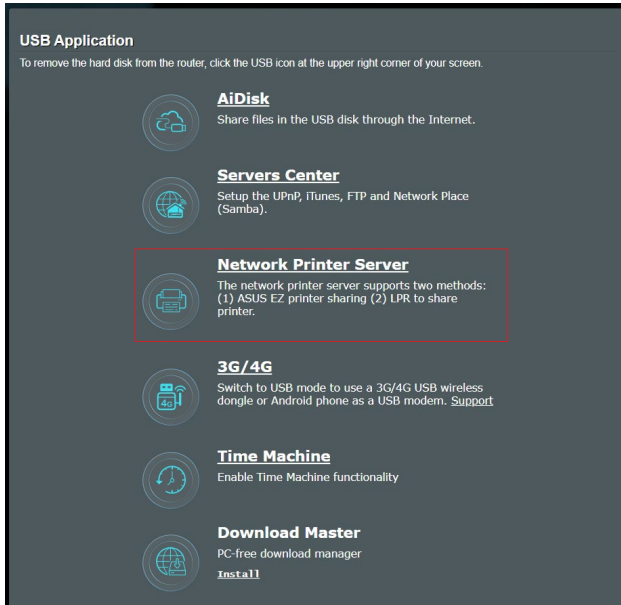 USB Application
To remove the hard disk from the router, click the USB icon at the upper right corner of your screen.
AiDisk
Share files in the USB disk through the Internet.
Servers Center
Setup the UPnP, iTunes, FTP and Network Place
(Samba).
Network Printer Server
The network printer server supports two methods:
(1) ASUS EZ printer sharing (2) LPR to share
printer.
3G/4G
4G
Switch to USB mode to use a 3G/4G USB wireless
dongle or Android phone as a USB modem. Support
Time Machine
Enable Time Machine functionality
Download Master
PC-free download manager
Install